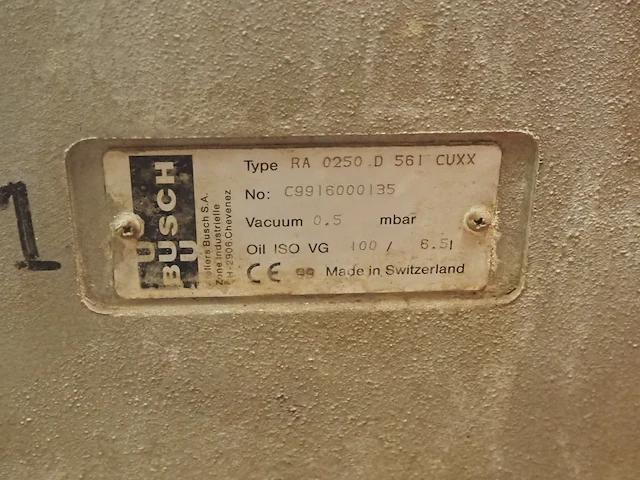 1
BUSCH
Ateliers Busch S.A.
Zone industrielle
CH-2906 Chevenez
Type RA 0250 D 561 CUXX
No: C9916000135
Vacuum 0.5 mbar
Oil ISO VG 100 / 6.5l
CE 99 Made in Switzerland